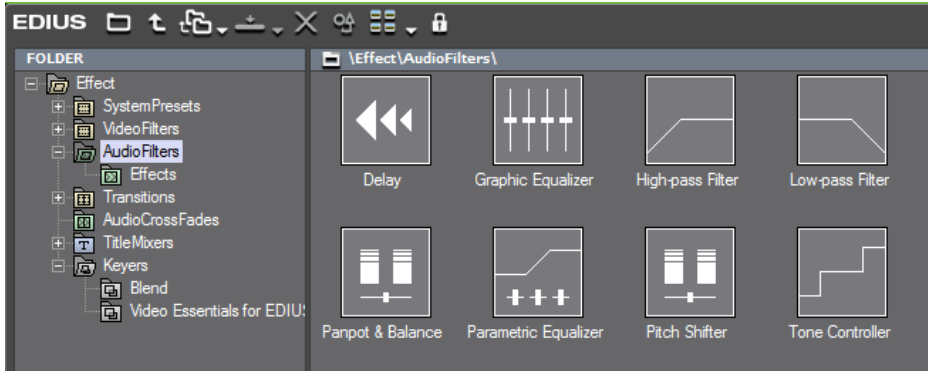 EDIUS
FOLDER
\Effect\AudioFilters\
Effect
SystemPresets
VideoFilters
AudioFilters
Effects
Transitions
AudioCrossFades
T TitleMixers
Keyers
Blend
Video Essentials for EDIUS
Delay
Graphic Equalizer
High-pass Filter
Low-pass Filter
Panpot & Balance
Parametric Equalizer
Pitch Shifter
Tone Controller